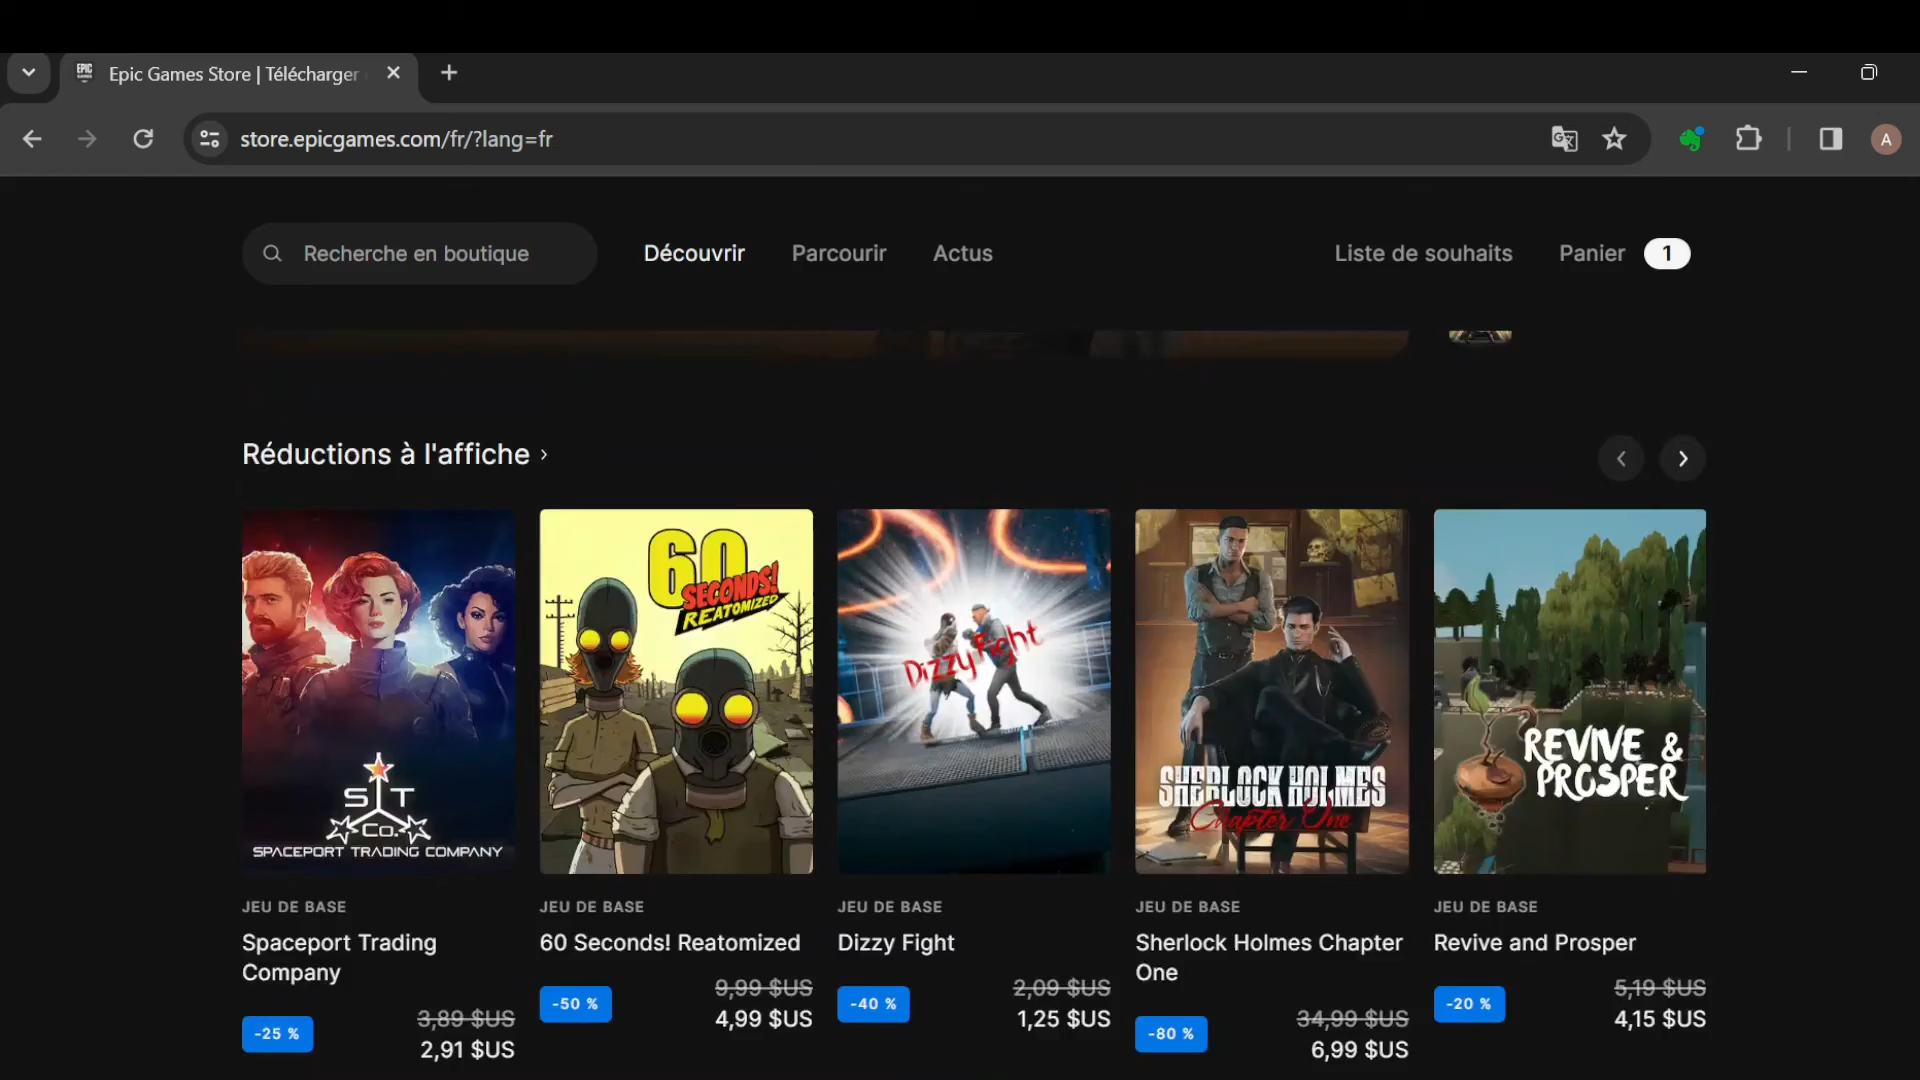 EPIC GAMES
Epic Games Store | Télécharger
store.epicgames.com/fr/?lang=fr
A
Recherche en boutique
Découvrir
Parcourir
Actus
Liste de souhaits
Panier
1
Réductions à l'affiche
STCo.
SPACEPORT TRADING COMPANY
60
SECONDS!
REATOMIZED
Dizzy Fight
SHERLOCK HOLMES
Chapter One
REVIVE &
PROSPER
JEU DE BASE
Spaceport Trading
Company
-25 %
3,89 $US
2,91 $US
JEU DE BASE
60 Seconds! Reatomized
-50 %
9,99 $US
4,99 $US
JEU DE BASE
Dizzy Fight
-40 %
2,09 $US
1,25 $US
JEU DE BASE
Sherlock Holmes Chapter
One
-80 %
34,99 $US
6,99 $US
JEU DE BASE
Revive and Prosper
-20 %
5,19 $US
4,15 $US